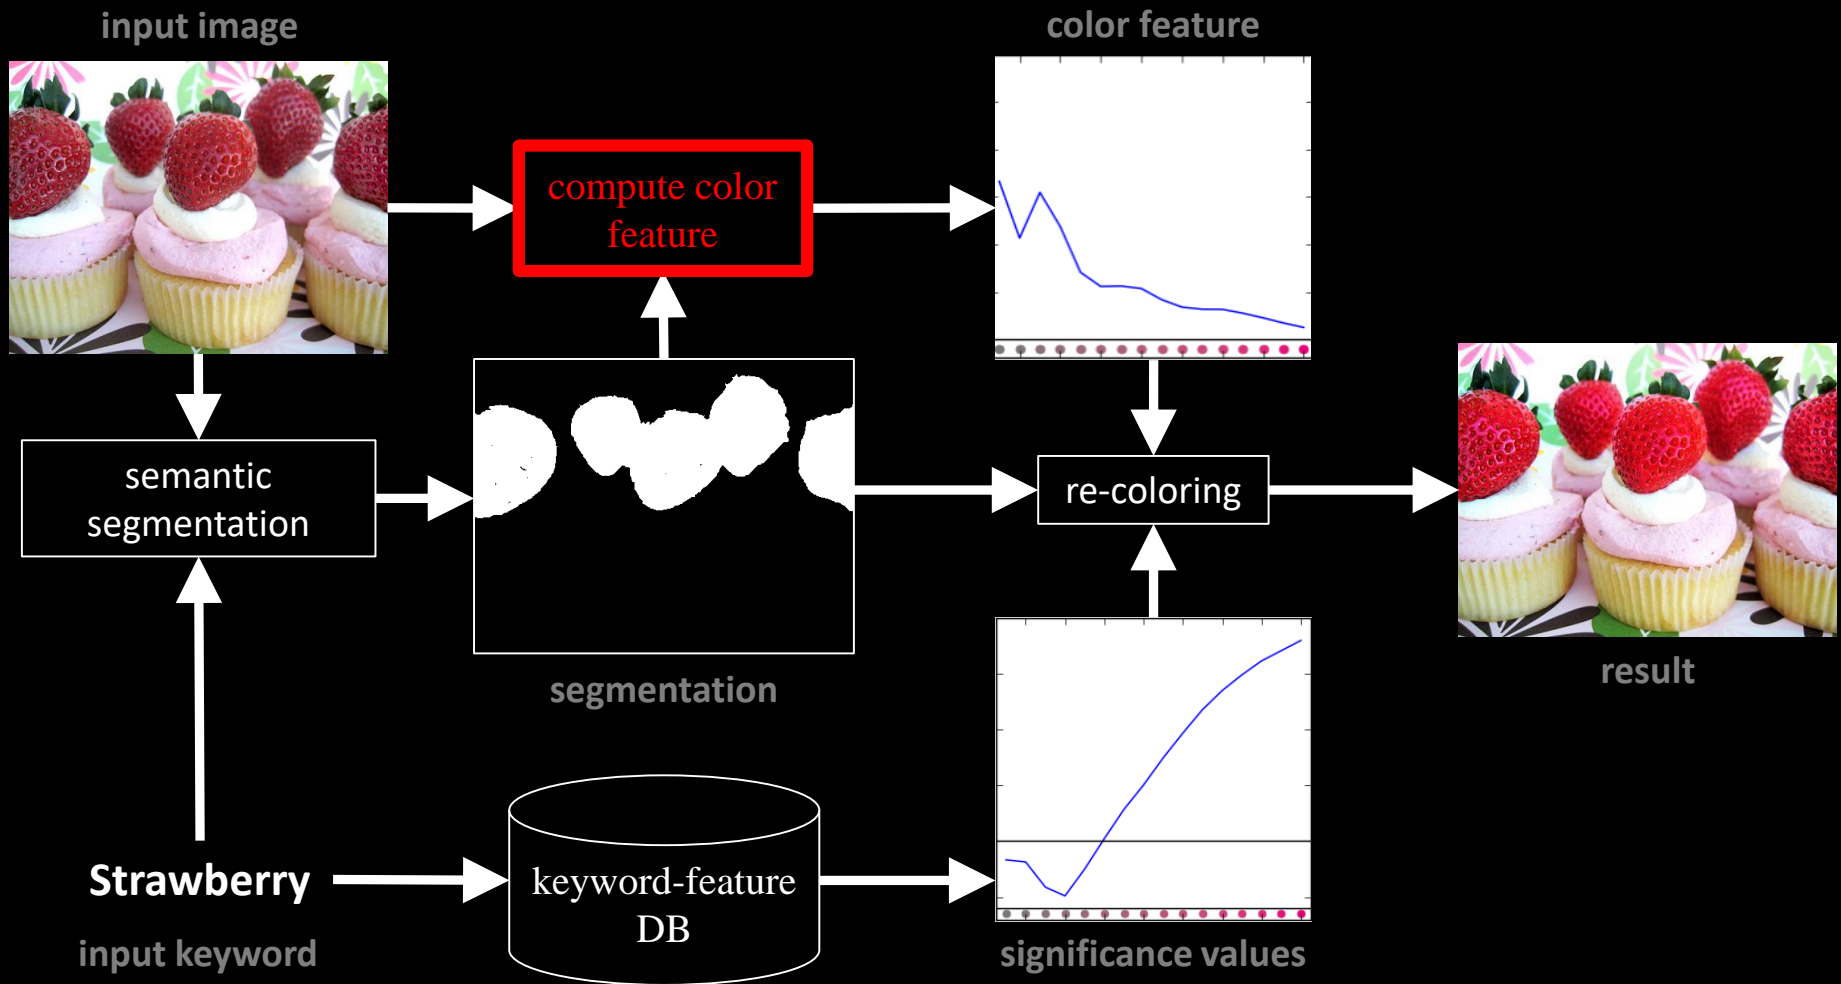 input image
color feature
compute color
feature
semantic
segmentation
re-coloring
segmentation
result
Strawberry
keyword-feature
DB
input keyword
significance values